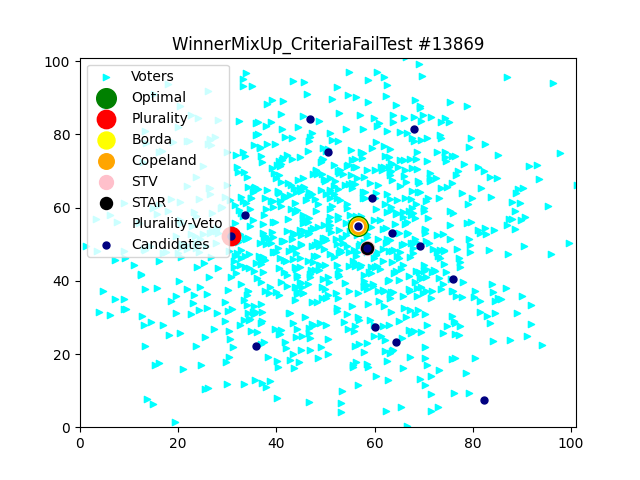 WinnerMixUp_CriteriaFailTest #13869
100
80
60
40
20
0
Voters
Optimal
Plurality
Borda
Copeland
STV
STAR
Plurality-Veto
Candidates
0 20 40 60 80 100